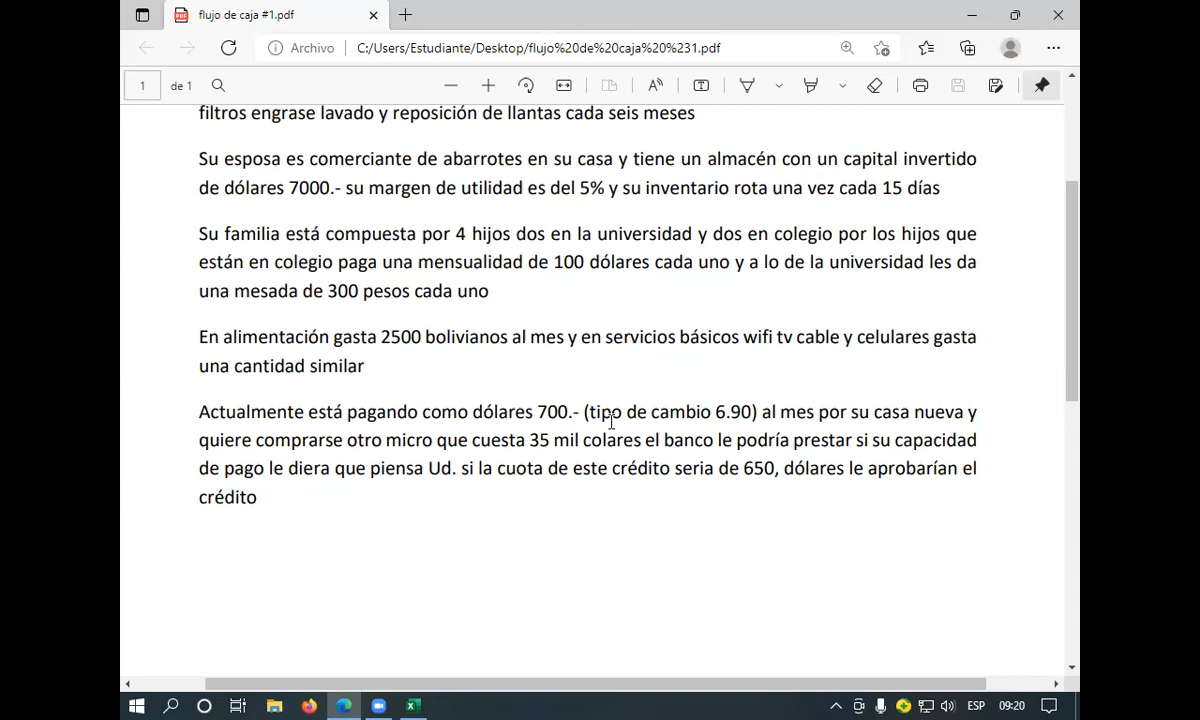 flujo de caja #1.pdf
Archivo
C:/Users/Estudiante/Desktop/flujo%20de%20caja%20%231.pdf
1 de 1
filtros engrase lavado y reposición de llantas cada seis meses
Su esposa es comerciante de abarrotes en su casa y tiene un almacén con un capital invertido
de dólares 7000.- su margen de utilidad es del 5% y su inventario rota una vez cada 15 días
Su familia está compuesta por 4 hijos dos en la universidad y dos en colegio por los hijos que
están en colegio paga una mensualidad de 100 dólares cada uno y a lo de la universidad les da
una mesada de 300 pesos cada uno
En alimentación gasta 2500 bolivianos al mes y en servicios básicos wifi tv cable y celulares gasta
una cantidad similar
Actualmente está pagando como dólares 700.- (tipo de cambio 6.90) al mes por su casa nueva y
quiere comprarse otro micro que cuesta 35 mil colares el banco le podría prestar si su capacidad
de pago le diera que piensa Ud. si la cuota de este crédito seria de 650, dólares le aprobarían el
crédito
ESP 09:20